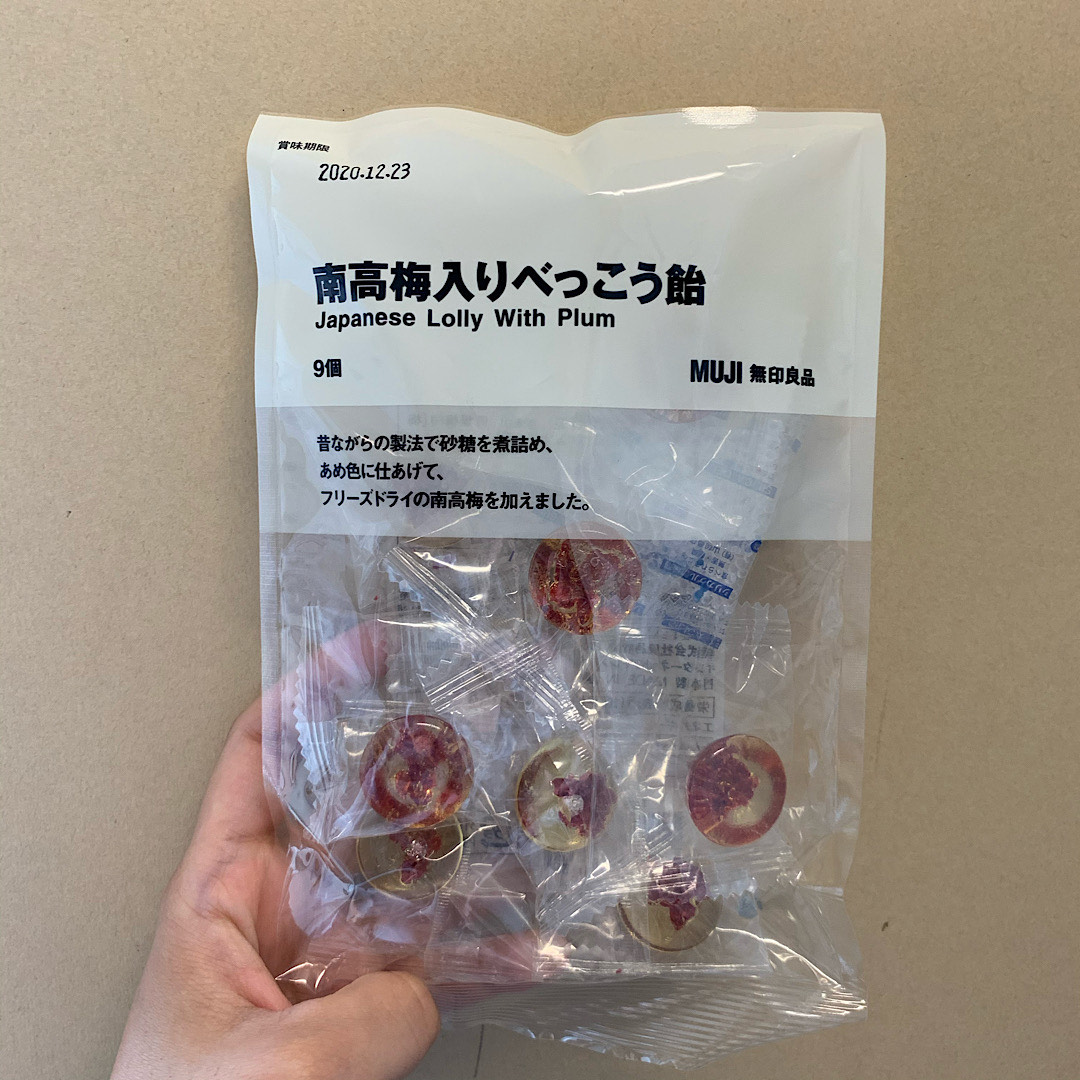 賞味期限
2020.12.23
南高梅入りべっこう飴
Japanese Lolly With Plum
9個
MUJI 無印良品
昔ながらの製法で砂糖を煮詰め、
あめ色に仕あげて、
フリーズドライの南高梅を加えました。